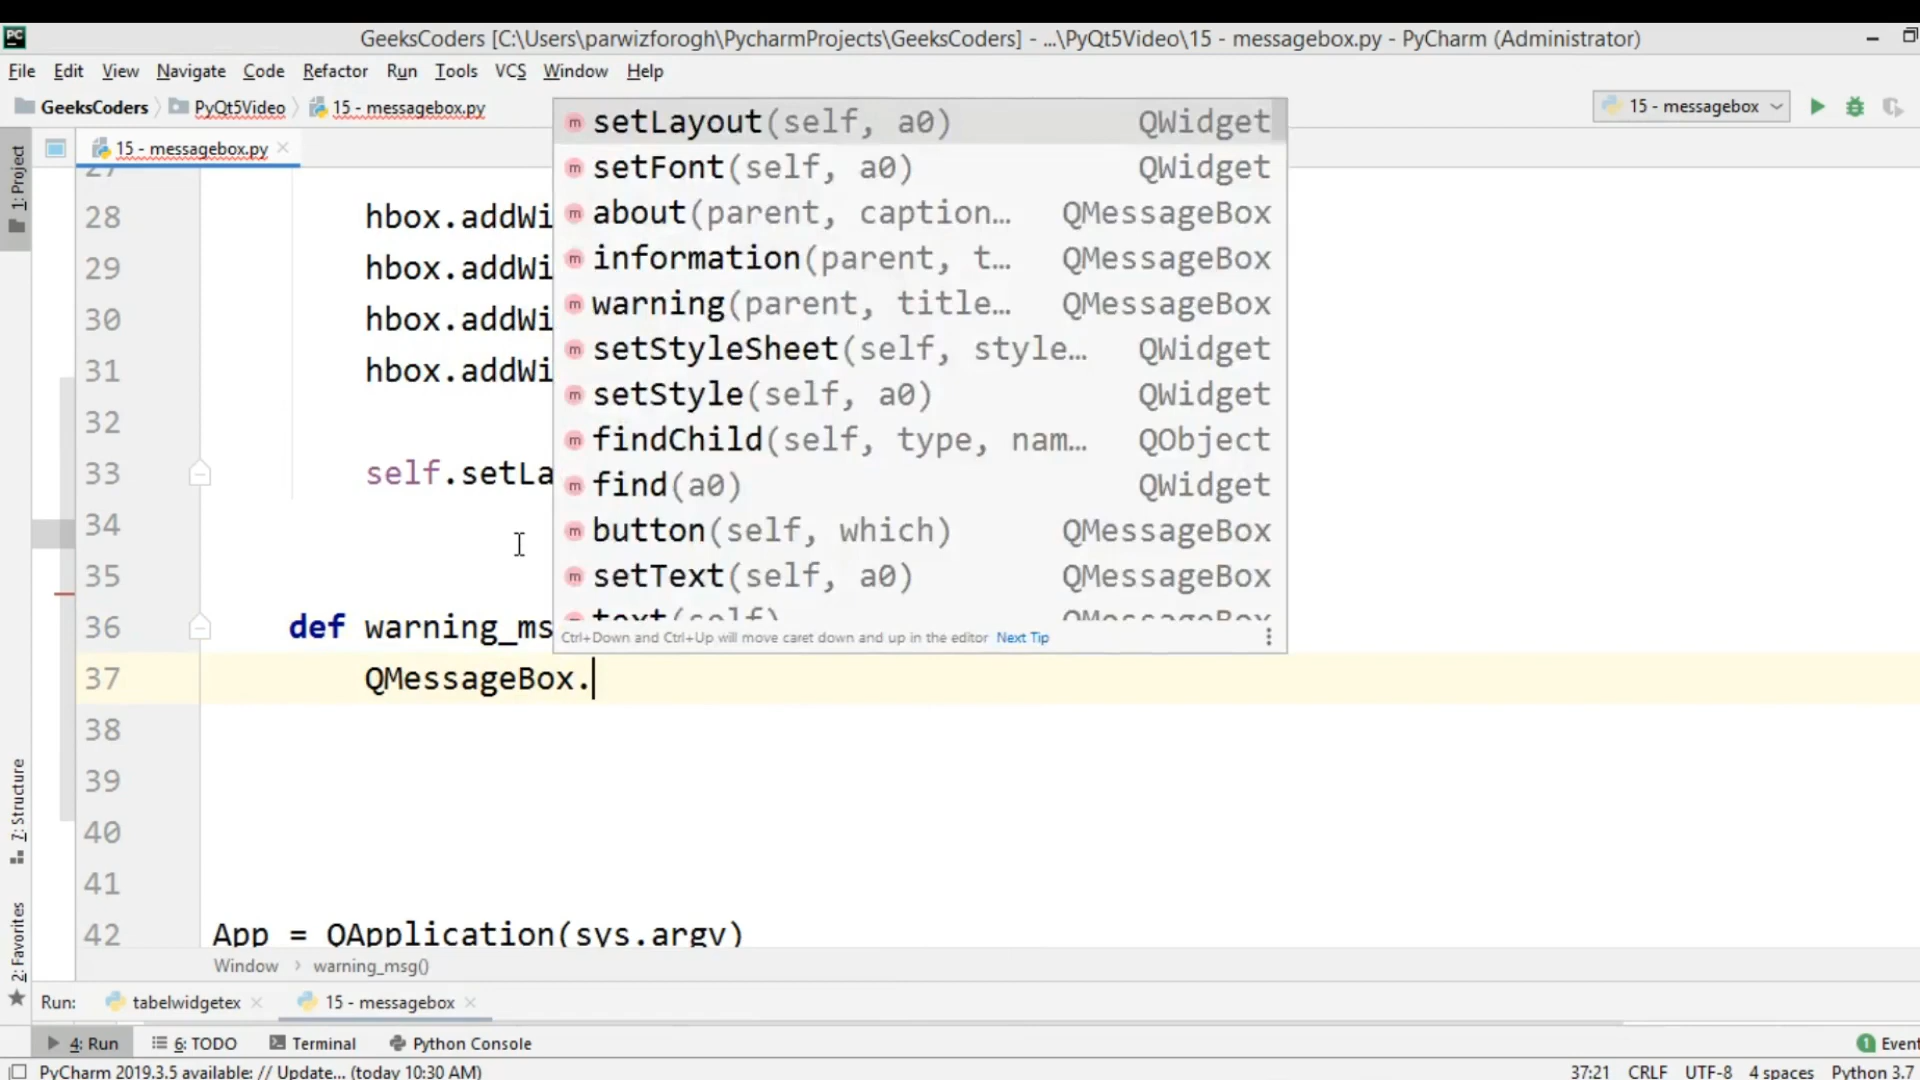 GeeksCoders [C:\Users\parwizforogh\PycharmProjects\GeeksCoders] - ...\PyQt5Video\15 - messagebox.py - PyCharm (Administrator)
File Edit View Navigate Code Refactor Run Tools VCS Window Help
GeeksCoders PyQt5Video 15 - messagebox.py 15 - messagebox
15 - messagebox.py
1: Project
7: Structure
2: Favorites
27
28 hbox.addWi
29 hbox.addWi
30 hbox.addWi
31 hbox.addWi
32
33 self.setLa
34
35
36 def warning_ms
37 QMessageBox.
38
39
40
41
42 App = QApplication(sys.argv)
setLayout(self, a0) QWidget
setFont(self, a0) QWidget
about(parent, caption… QMessageBox
information(parent, t… QMessageBox
warning(parent, title… QMessageBox
setStyleSheet(self, style… QWidget
setStyle(self, a0) QWidget
findChild(self, type, nam… QObject
find(a0) QWidget
button(self, which) QMessageBox
setText(self, a0) QMessageBox
text(self) QMessageBox
Ctrl+Down and Ctrl+Up will move caret down and up in the editor Next Tip
Window warning_msg()
Run: tabelwidgetex 15 - messagebox
4: Run 6: TODO Terminal Python Console 1 Event
PyCharm 2019.3.5 available: // Update... (today 10:30 AM) 37:21 CRLF UTF-8 4 spaces Python 3.7